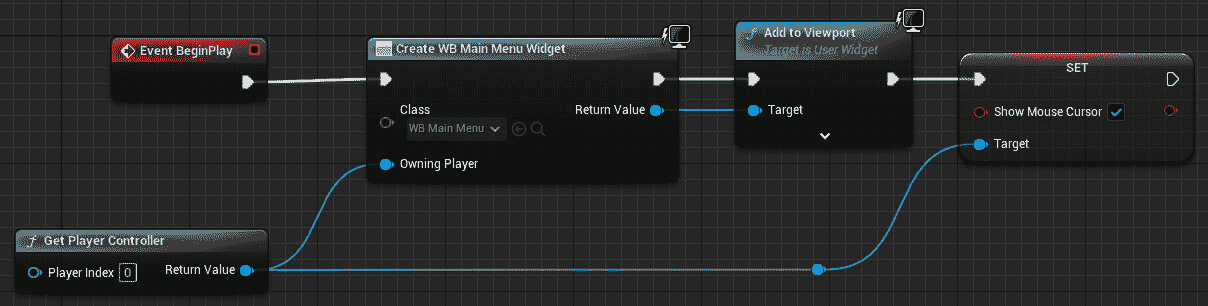 Event BeginPlay
Create WB Main Menu Widget
Class
WB Main Menu
Return Value
Owning Player
Add to Viewport
Target is User Widget
Target
SET
Show Mouse Cursor
Target
Get Player Controller
Player Index 0
Return Value